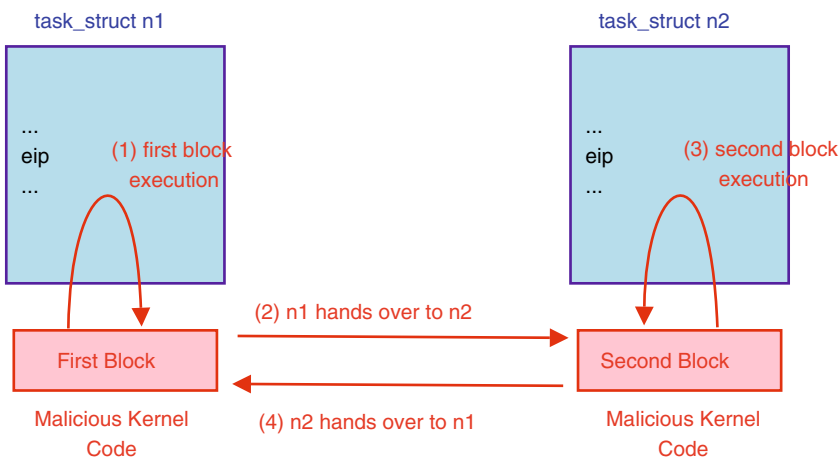 task_struct n1
task_struct n2
...
eip
...
(1) first block
execution
...
eip
...
(3) second block
execution
(2) n1 hands over to n2
First Block
Second Block
(4) n2 hands over to n1
Malicious Kernel
Code
Malicious Kernel
Code